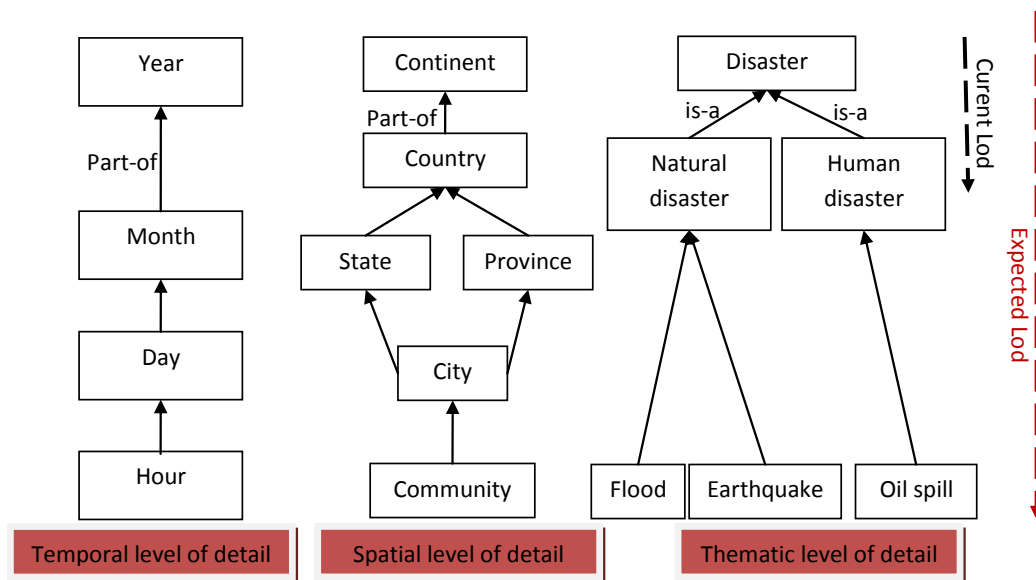 Year
Part-of
Month
Day
Hour
Temporal level of detail
Continent
Part-of
Country
State
Province
City
Community
Spatial level of detail
Disaster
is-a
is-a
Natural
disaster
Human
disaster
Flood
Earthquake
Oil spill
Thematic level of detail
Curent Lod
Expected Lod